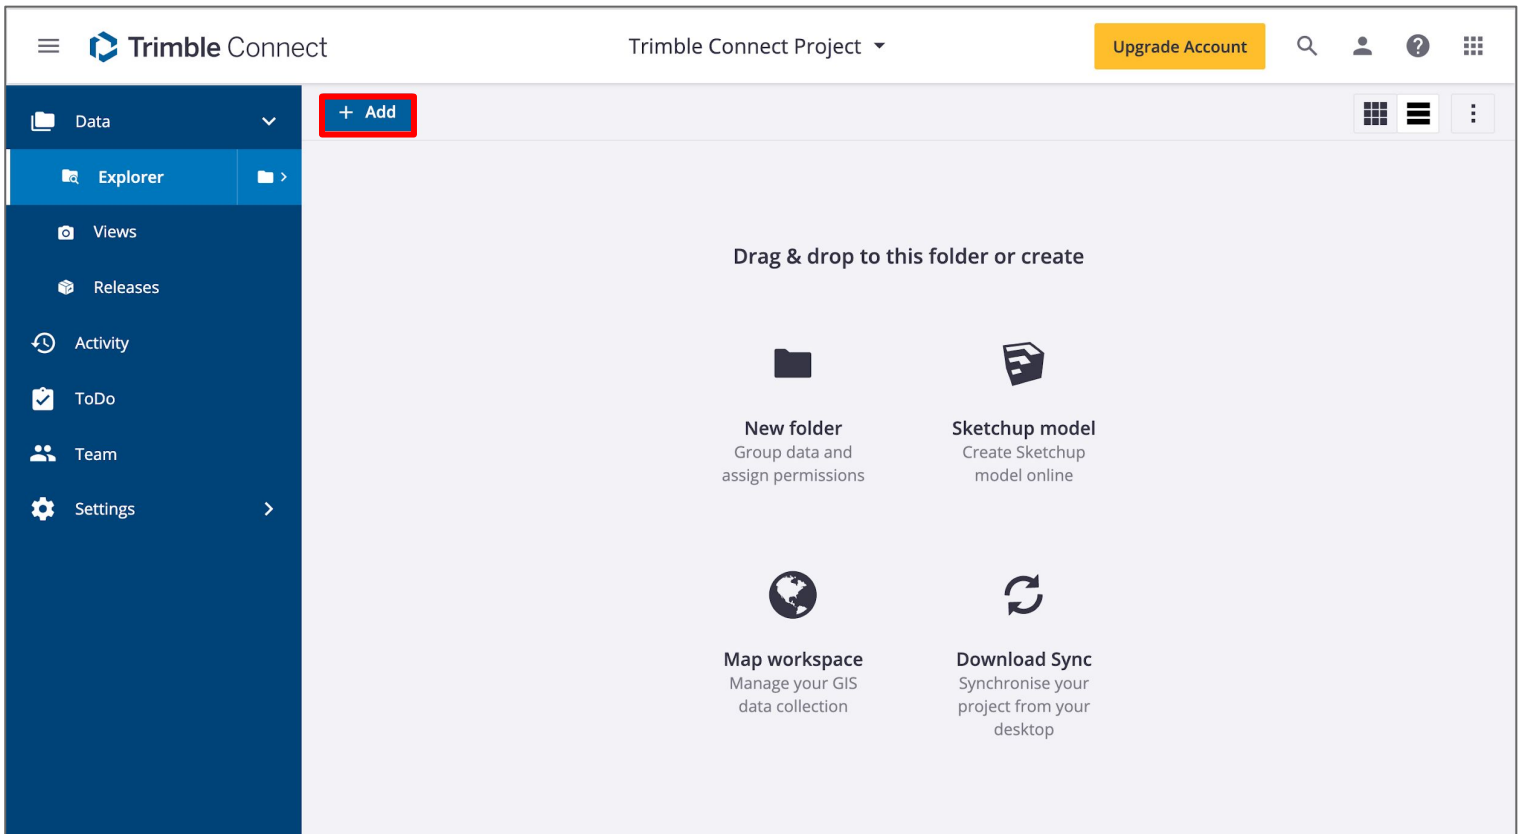 Trimble Connect
Trimble Connect Project
Upgrade Account
Data
+ Add
Explorer
Views
Releases
Activity
ToDo
Team
Settings
Drag & drop to this folder or create
New folder
Group data and
assign permissions
Sketchup model
Create Sketchup
model online
Map workspace
Manage your GIS
data collection
Download Sync
Synchronise your
project from your
desktop